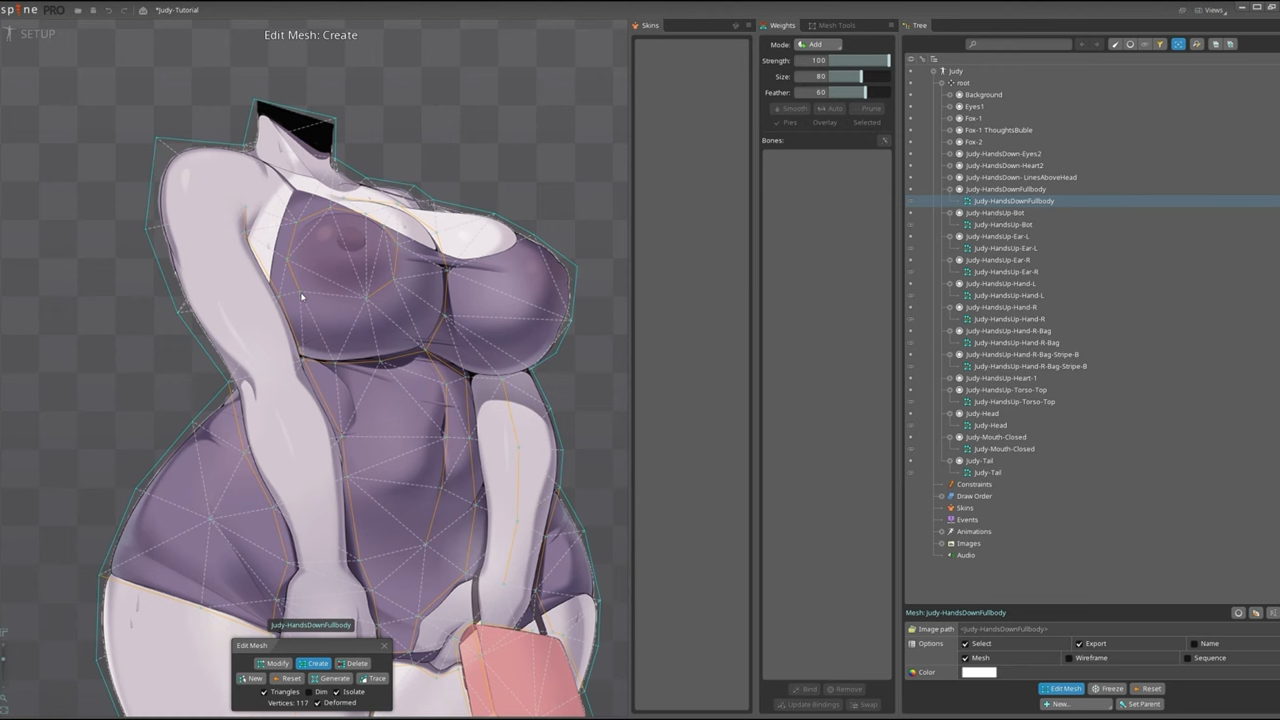 spine PRO
*Judy-Tutorial
Views
SETUP
Edit Mesh: Create
Skins
Weights
Mesh Tools
Mode:
Add
Strength:
100
Size:
80
Feather:
60
Smooth
Auto
Prune
Pies
Overlay
Selected
Bones:
Bind
Remove
Update Bindings
Swap
Tree
Judy
root
Background
Eyes1
Fox-1
Fox-1 ThoughtsBuble
Fox-2
Judy-HandsDown-Eyes2
Judy-HandsDown-Heart2
Judy-HandsDown- LinesAboveHead
Judy-HandsDownFullbody
Judy-HandsDownFullbody
Judy-HandsUp-Bot
Judy-HandsUp-Bot
Judy-HandsUp-Ear-L
Judy-HandsUp-Ear-L
Judy-HandsUp-Ear-R
Judy-HandsUp-Ear-R
Judy-HandsUp-Hand-L
Judy-HandsUp-Hand-L
Judy-HandsUp-Hand-R
Judy-HandsUp-Hand-R
Judy-HandsUp-Hand-R-Bag
Judy-HandsUp-Hand-R-Bag
Judy-HandsUp-Hand-R-Bag-Stripe-B
Judy-HandsUp-Hand-R-Bag-Stripe-B
Judy-HandsUp-Heart-1
Judy-HandsUp-Torso-Top
Judy-HandsUp-Torso-Top
Judy-Head
Judy-Head
Judy-Mouth-Closed
Judy-Mouth-Closed
Judy-Tail
Judy-Tail
Constraints
Draw Order
Skins
Events
Animations
Images
Audio
Mesh: Judy-HandsDownFullbody
Image path
<Judy-HandsDownFullbody>
Options
Select
Export
Name
Mesh
Wireframe
Sequence
Color
Edit Mesh
Freeze
Reset
New...
Set Parent
Judy-HandsDownFullbody
Edit Mesh
Modify
Create
Delete
New
Reset
Generate
Trace
Triangles
Dim
Isolate
Vertices: 117
Deformed